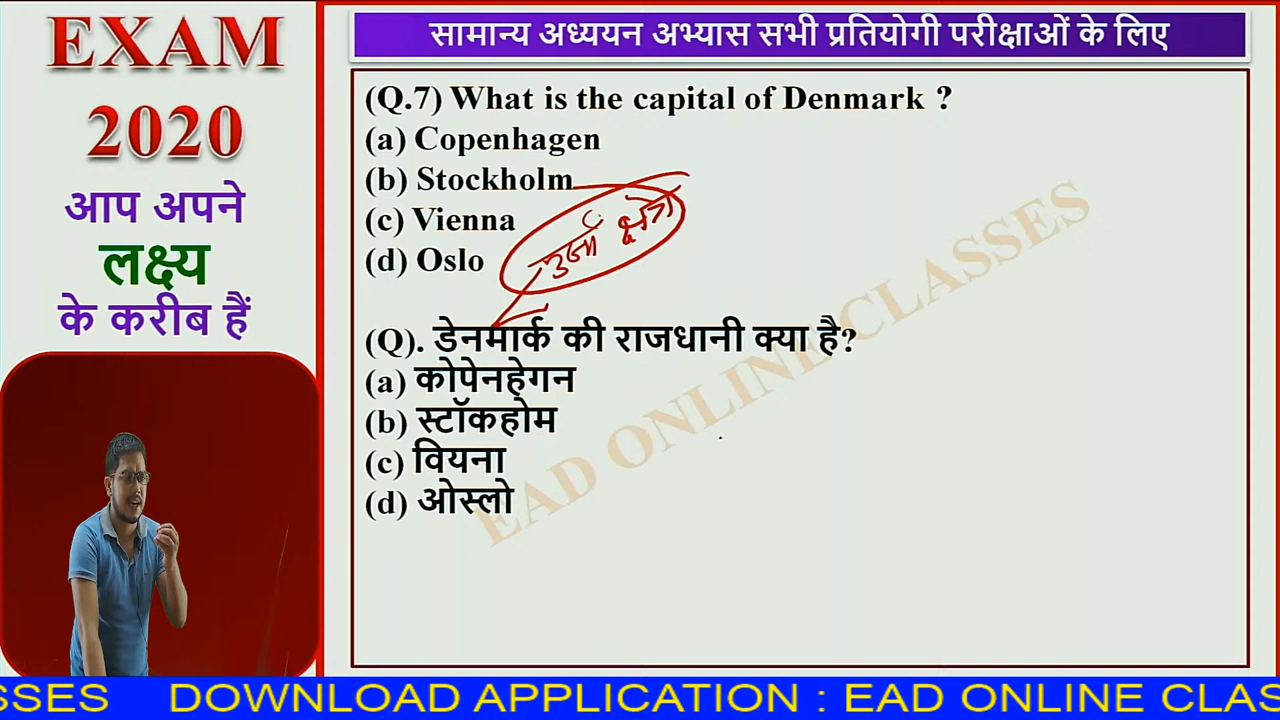 EXAM
2020
आप अपने
लक्ष्य
के करीब हैं
सामान्य अध्ययन अभ्यास सभी प्रतियोगी परीक्षाओं के लिए
(Q.7) What is the capital of Denmark ?
(a) Copenhagen
(b) Stockholm
(c) Vienna
(d) Oslo
उर्जा क्षेत्र
(Q). डेनमार्क की राजधानी क्या है?
(a) कोपेनहेगन
(b) स्टॉकहोम
(c) वियना
(d) ओस्लो
EAD ONLINE CLASSES
SSES DOWNLOAD APPLICATION : EAD ONLINE CLAS